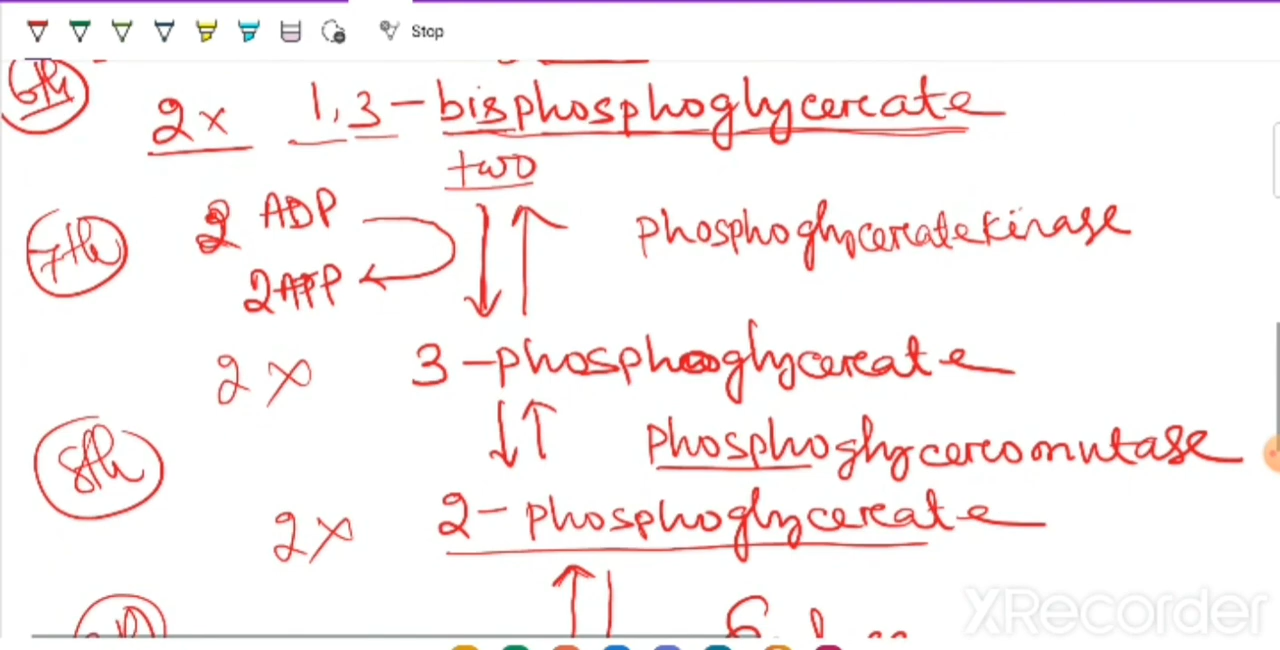 Stop
6th
2x 1,3-bisphosphoglycerate
two
2 ADP
7th phosphoglyceratekinase
2ATP
2x 3-phosphoglycerate
8th phosphoglyceromutase
2x 2-phosphoglycerate
XRecorder